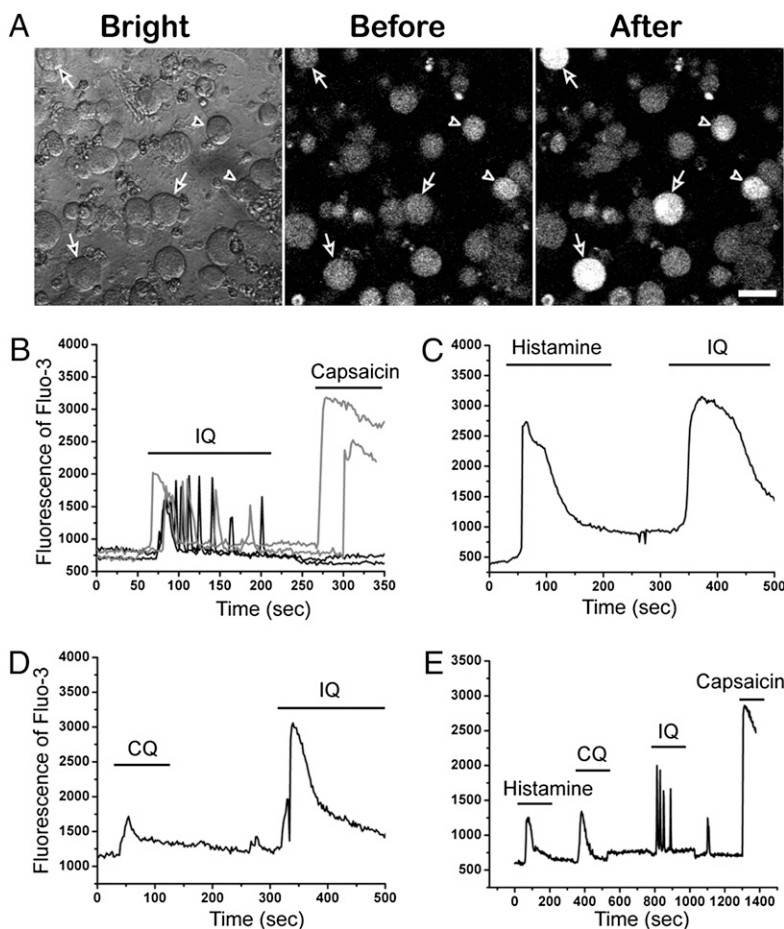 A
Bright
Before
After
B
Fluorescence of Fluo-3
4000
3500
3000
2500
2000
1500
1000
500
IQ
Capsaicin
0
50
100
150
200
250
300
350
Time (sec)
C
4000
3500
3000
2500
2000
1500
1000
500
Histamine
IQ
0
100
200
300
400
500
Time (sec)
D
Fluorescence of Fluo-3
4000
3500
3000
2500
2000
1500
1000
CQ
IQ
0
100
200
300
400
500
Time (sec)
E
3500
3000
2500
2000
1500
1000
500
Histamine
CQ
IQ
Capsaicin
0
200
400
600
800
1000
1200
1400
Time (sec)